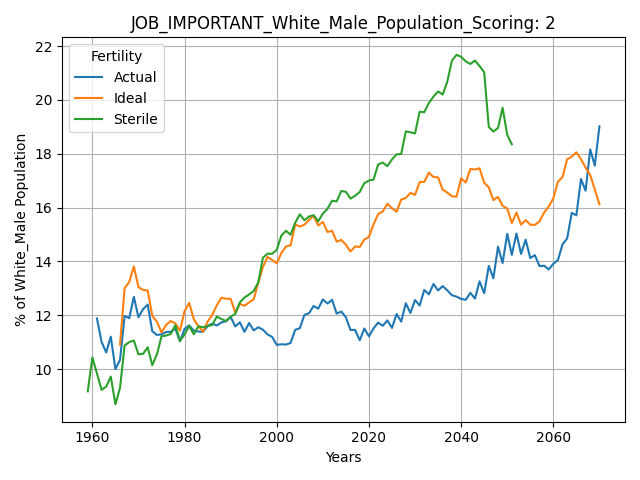 JOB_IMPORTANT_White_Male_Population_Scoring: 2
Fertility
Actual
Ideal
Sterile
% of White_Male Population
22
20
18
16
14
12
10
1960 1980 2000 2020 2040 2060
Years